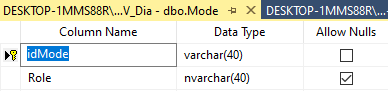 DESKTOP-1MMS88R\...V_Dia - dbo.Mode DESKTOP-1MMS88R\
Column Name Data Type Allow Nulls
idMode varchar(40)
Role nvarchar(40)